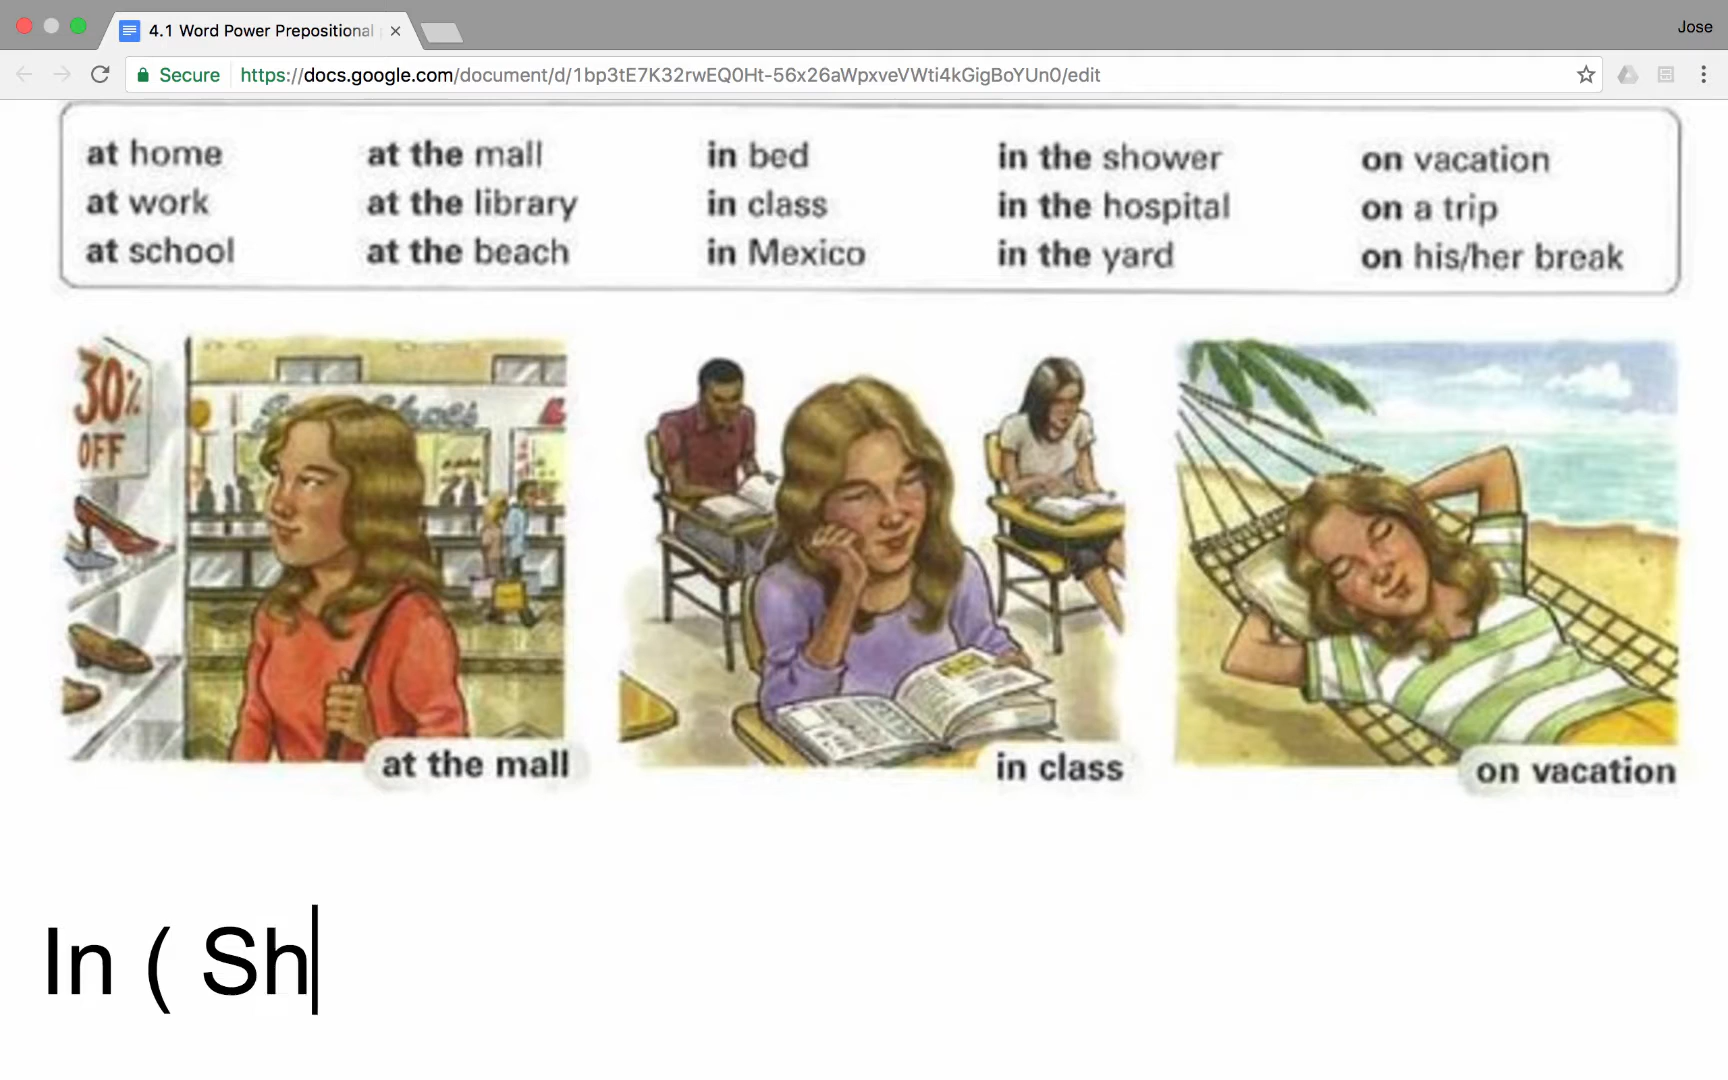 4.1 Word Power Prepositional
Jose
Secure https://docs.google.com/document/d/1bp3tE7K32rwEQ0Ht-56x26aWpxveVWti4kGigBoYUn0/edit
at home at the mall in bed in the shower on vacation
at work at the library in class in the hospital on a trip
at school at the beach in Mexico in the yard on his/her break
30%
OFF
Shoes
at the mall in class on vacation
In ( Sh